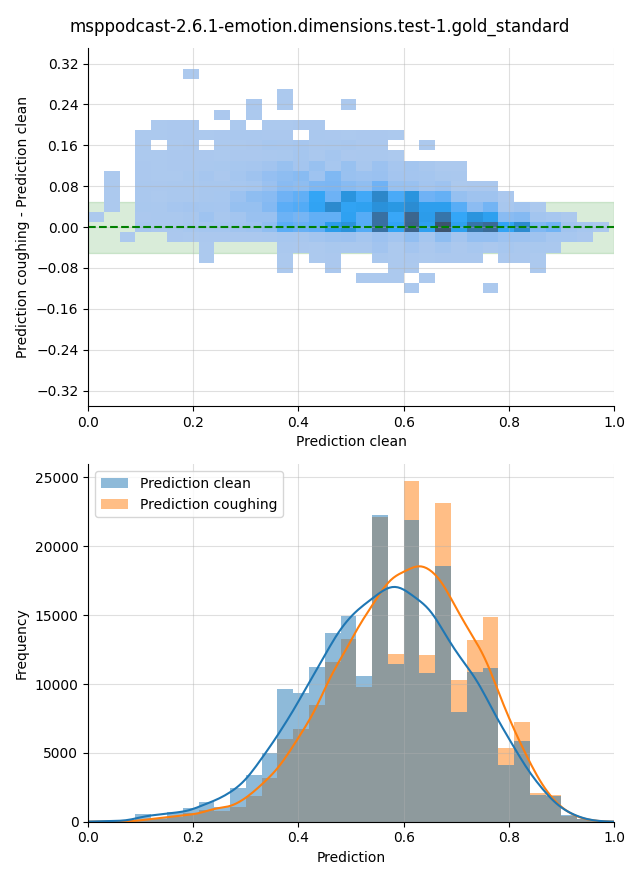 msppodcast-2.6.1-emotion.dimensions.test-1.gold_standard
Prediction coughing - Prediction clean
0.32
0.24
0.16
0.08
0.00
−0.08
−0.16
−0.24
−0.32
0.0 0.2 0.4 0.6 0.8 1.0
Prediction clean
Frequency
25000
20000
15000
10000
5000
0
Prediction clean
Prediction coughing
0.0 0.2 0.4 0.6 0.8 1.0
Prediction